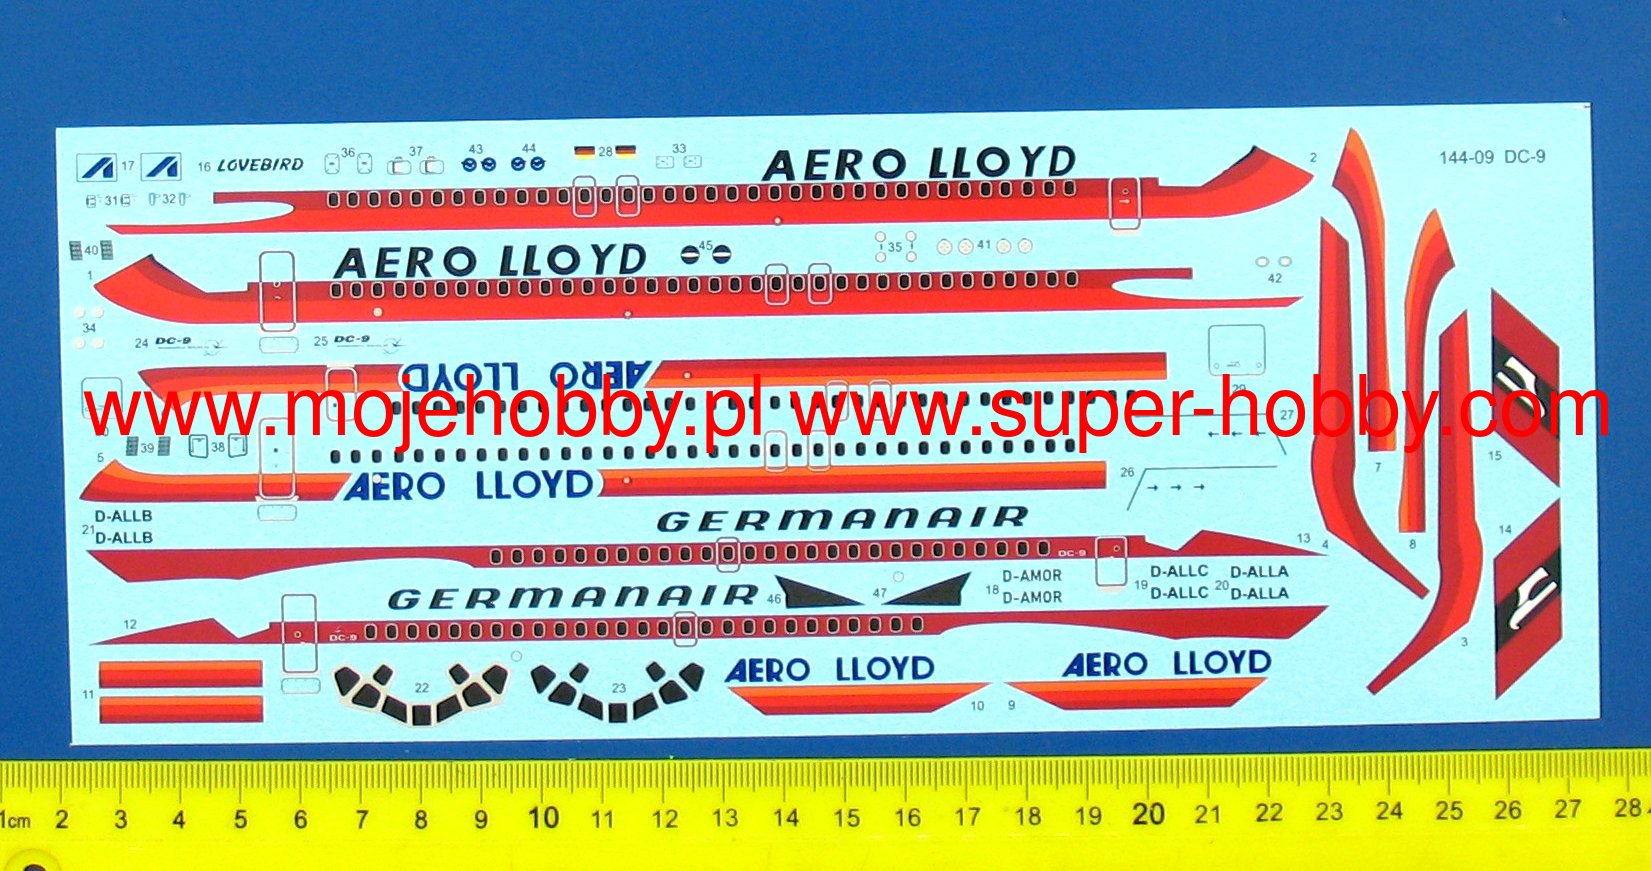 17 16 LOVEBIRD 36 37 43 44 28 33 AERO LLOYD 2 144-09 DC-9
31 32
40 AERO LLOYD 45 35 41
1 42
34
24 DC-9 25 DC-9
AERO LLOYD 29
www.mojehobby.pl www.super-hobby.com
27
39 38
5 15
7
26
AERO LLOYD
D-ALLB
21 D-ALLB
GERMANAIR
DC-9 13 4 8 14
GERMANAIR 46 47 18 D-AMOR 19 D-ALLC 20 D-ALLA
D-AMOR D-ALLC D-ALLA
12 DC-9 3
11 22 23 AERO LLOYD 10 9 AERO LLOYD
1cm 2 3 4 5 6 7 8 9 10 11 12 13 14 15 16 17 18 19 20 21 22 23 24 25 26 27 28